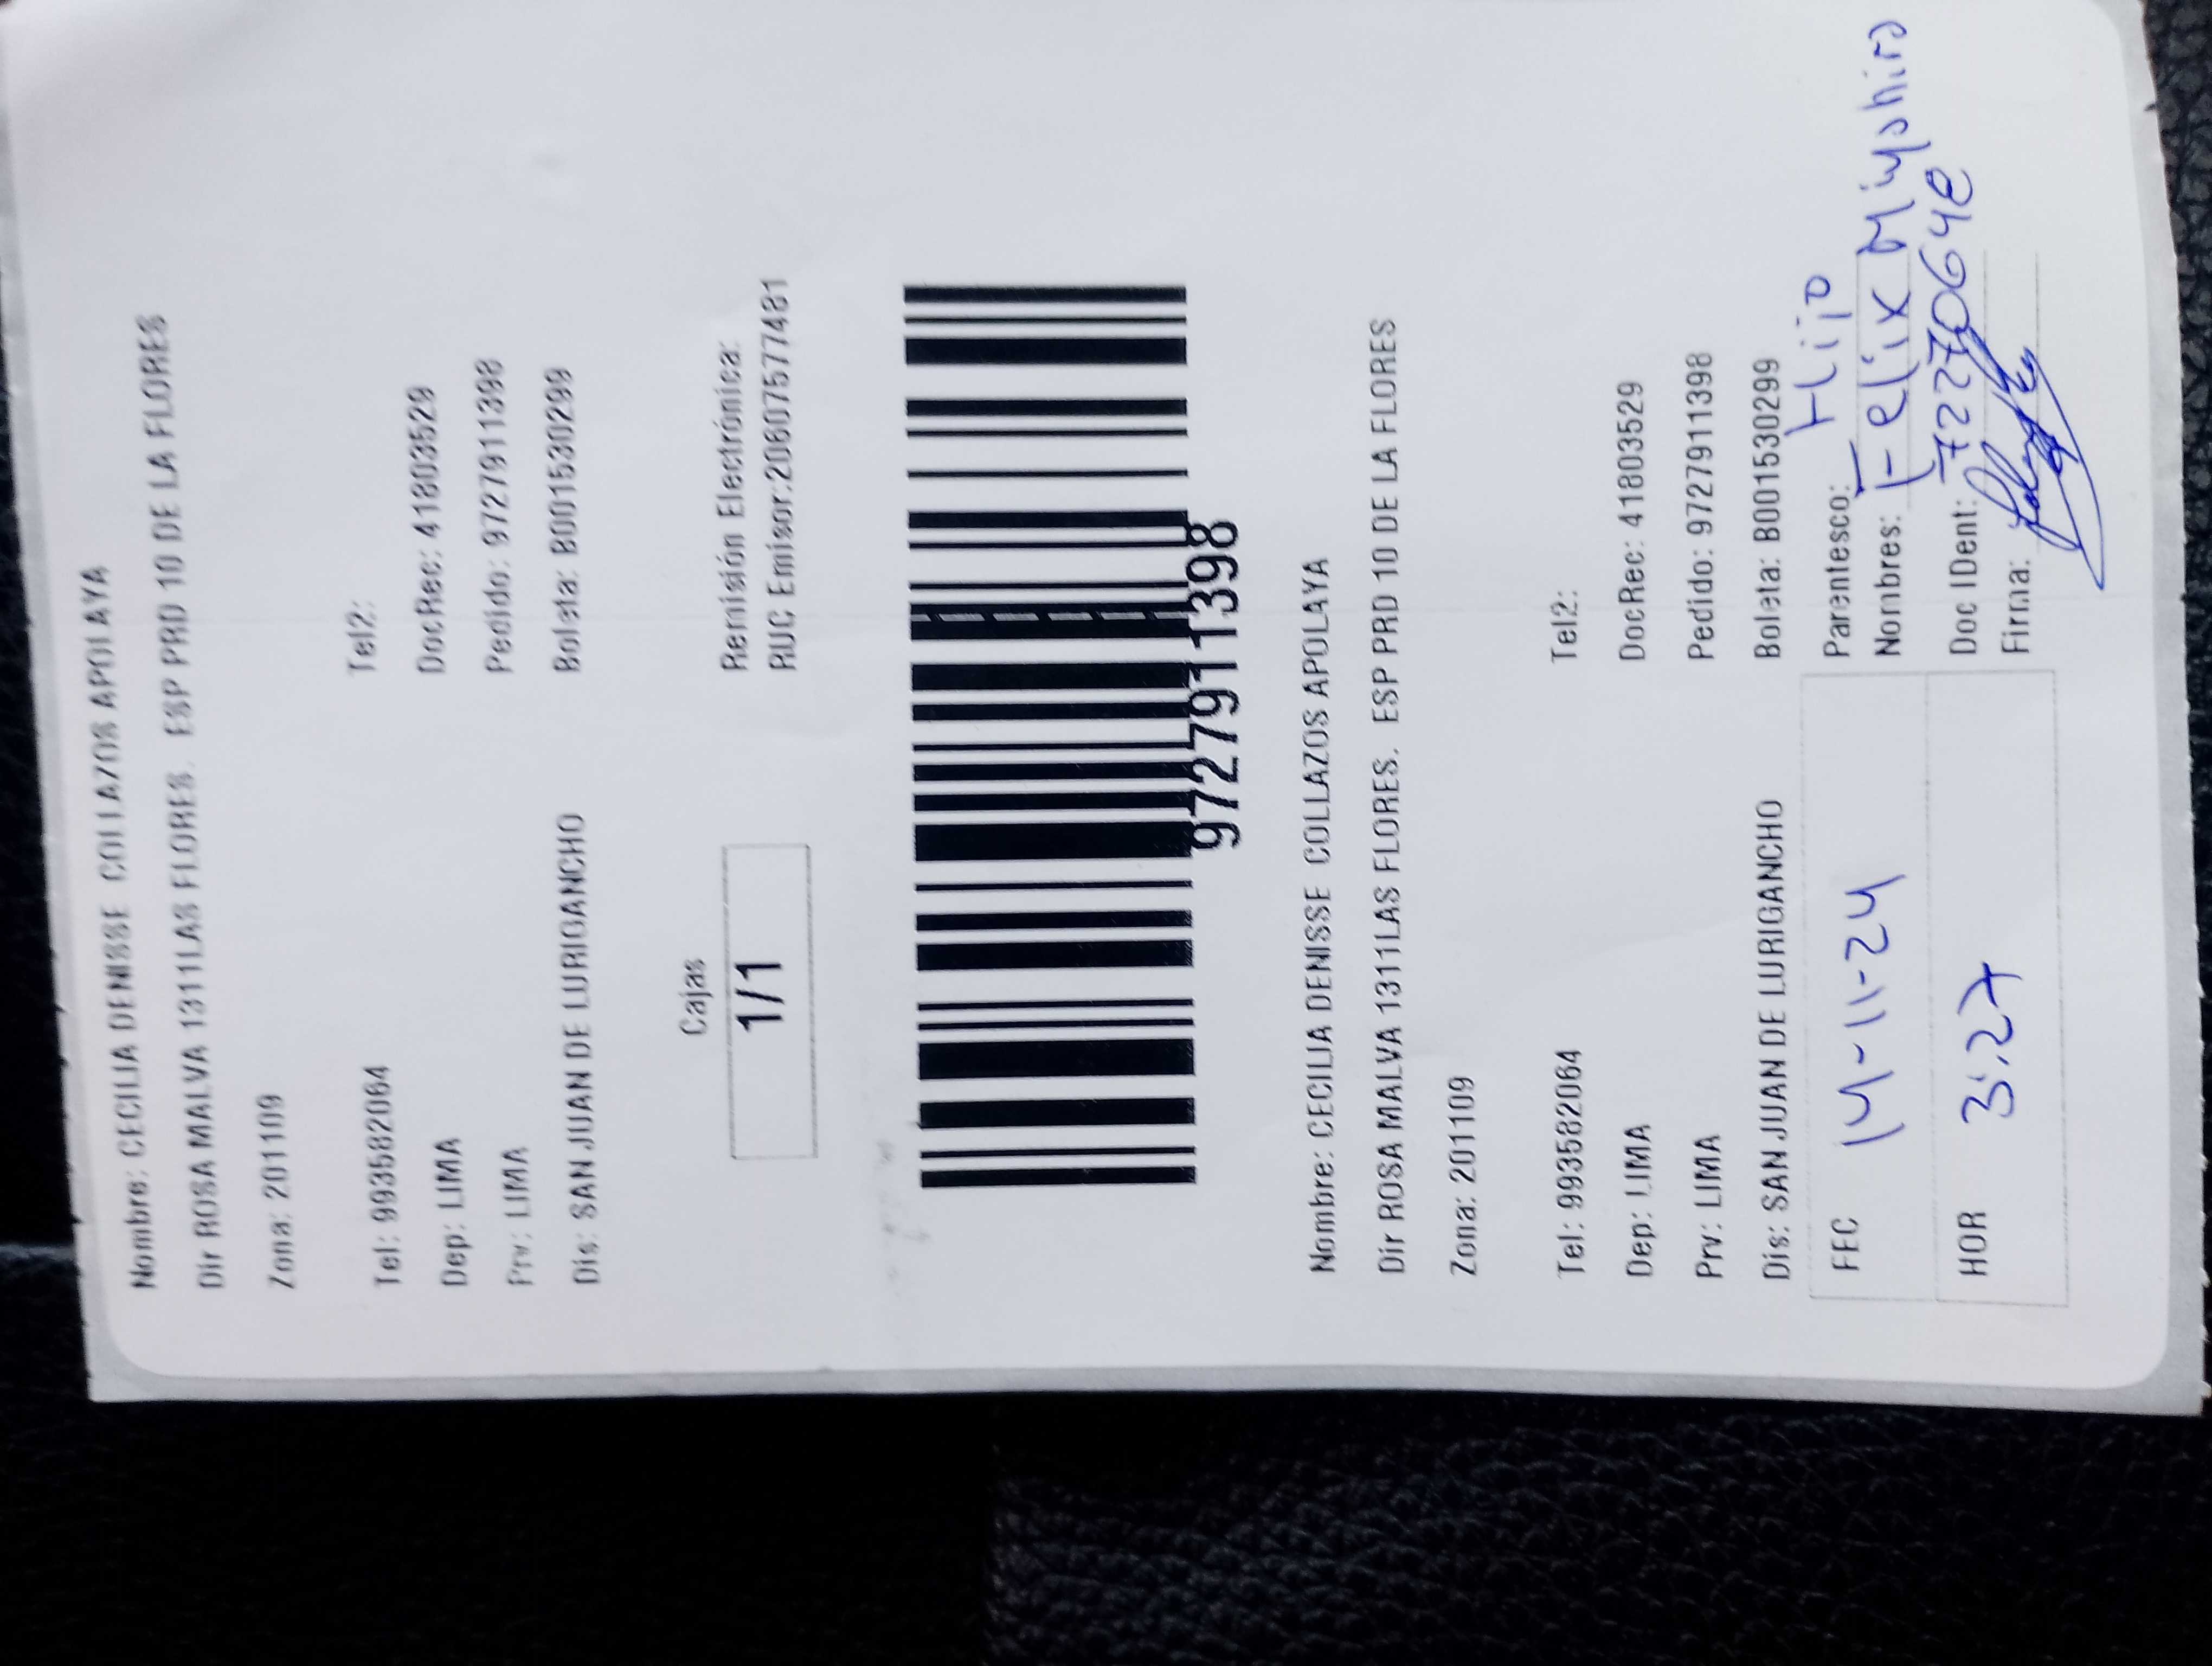 Nombre: CECILIA DENISSE COLLAZOS APOLAYA
Dir ROSA MALVA 1311LAS FLORES. ESP PRD 10 DE LA FLORES
Zona: 201109
Tel: 993582064 Tel2:
Dep: LIMA DocRec: 41803529
Prv: LIMA Pedido: 9727911398
Dis: SAN JUAN DE LURIGANCHO Boleta: B001530299
Cajas Remisión Electrónica:
1/1 RUC Emisor:20607577481
9727911398
Nombre: CECILIA DENISSE COLLAZOS APOLAYA
Dir ROSA MALVA 1311LAS FLORES. ESP PRD 10 DE LA FLORES
Zona: 201109
Tel: 993582064 Tel2:
Dep: LIMA DocRec: 41803529
Prv: LIMA Pedido: 9727911398
Dis: SAN JUAN DE LURIGANCHO Boleta: B001530299
FEC 14-11-24 Parentesco: Hijo
Nombres: Felix Miyashiro
HOR 3:27 Doc IDent:
Firma: